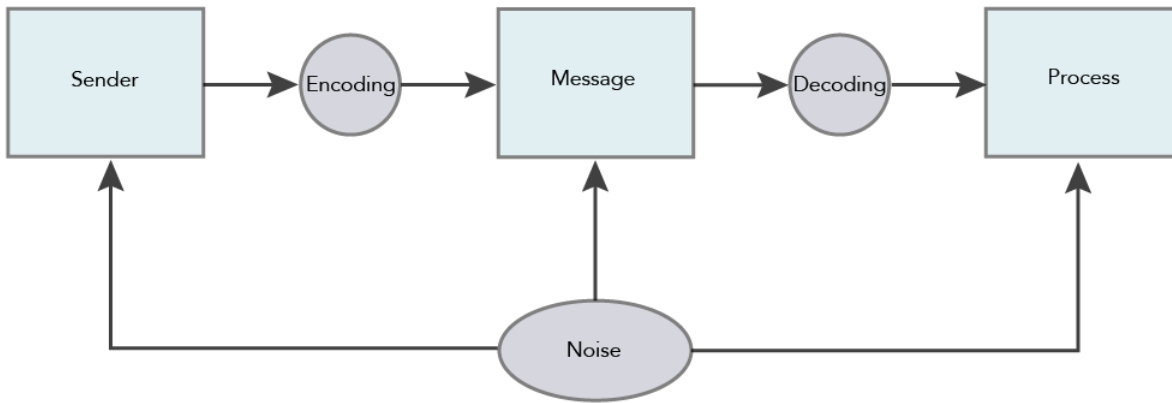 Sender
Encoding
Message
Decoding
Process
Noise